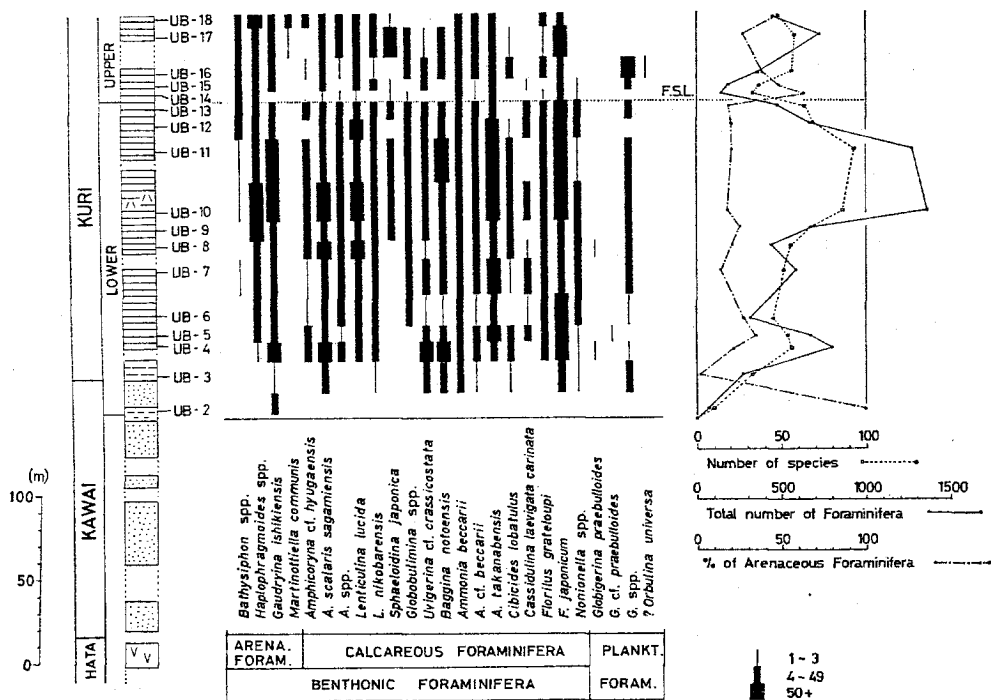 UPPER
LOWER
KURI
KAWAI
HATA
(m)
100
50
0
UB-18
UB-17
UB-16
UB-15
UB-14
UB-13
UB-12
UB-11
UB-10
UB-9
UB-8
UB-7
UB-6
UB-5
UB-4
UB-3
UB-2
F.S.L.
V V
Bathysiphon spp.
Haplophragmoides spp.
Gaudryina ishikiensis
Martinottiella communis
Amphicoryna cf. hyugaensis
A. scalaris sagamiensis
A. spp.
Lenticulina lucida
L. nikobarensis
Sphaeloidina japonica
Globobulimina spp.
Uvigerina cf. crassicostata
Baggina notoensis
Ammonia beccarii
A. cf. beccarii
A. takanabensis
Cibicides lobatulus
Cassidulina laevigata carinata
Florilus grateloupi
F. japonicum
Nonionella spp.
Globigerina praebulloides
G. cf. praebulloides
G. spp.
? Orbulina universa
ARENA. FORAM.
CALCAREOUS FORAMINIFERA
PLANKT. FORAM.
BENTHONIC FORAMINIFERA
0 50 100
Number of species
0 500 1000 1500
Total number of Foraminifera
0 50 100
% of Arenaceous Foraminifera
1-3
4-49
50+